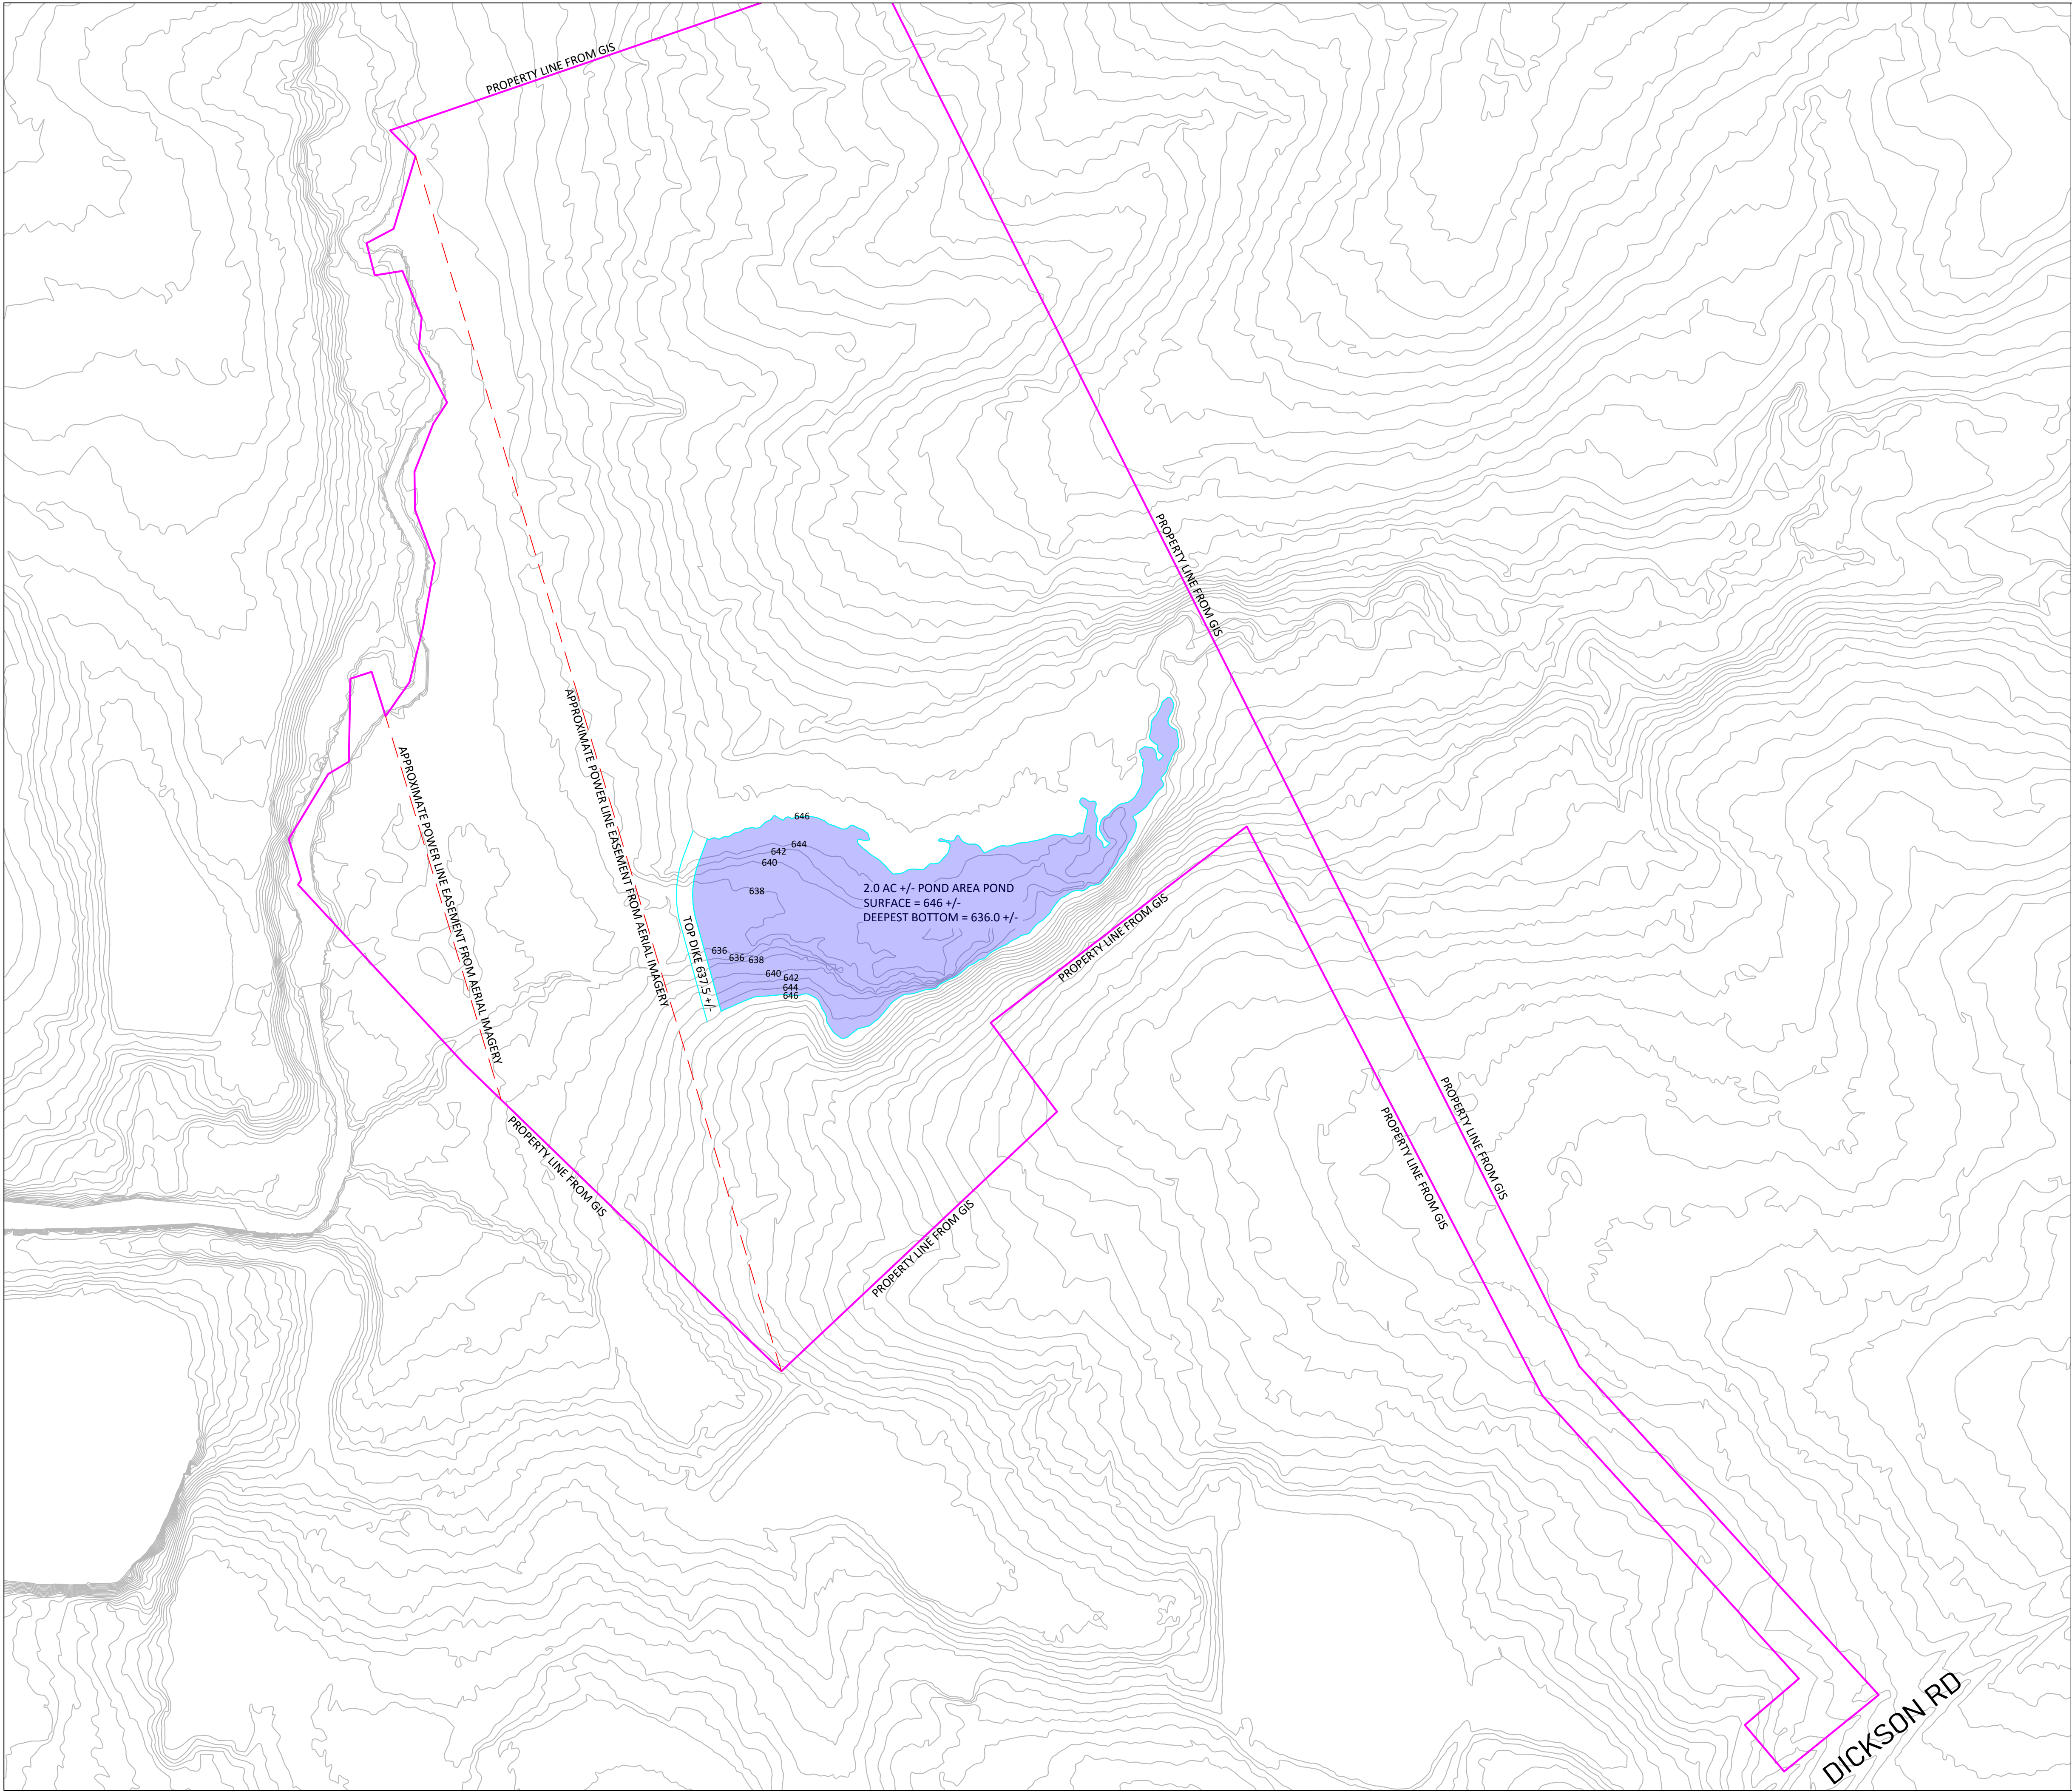 PROPERTY LINE FROM GIS
PROPERTY LINE FROM GIS
APPROXIMATE POWER LINE EASEMENT FROM AERIAL IMAGERY
APPROXIMATE POWER LINE EASEMENT FROM AERIAL IMAGERY
646
644
642
640
638
2.0 AC +/- POND AREA POND
SURFACE = 646 +/-
DEEPEST BOTTOM = 636.0 +/-
TOP DIKE 637.5 +/-
636
636
638
640
642
644
646
PROPERTY LINE FROM GIS
PROPERTY LINE FROM GIS
PROPERTY LINE FROM GIS
PROPERTY LINE FROM GIS
PROPERTY LINE FROM GIS
DICKSON RD